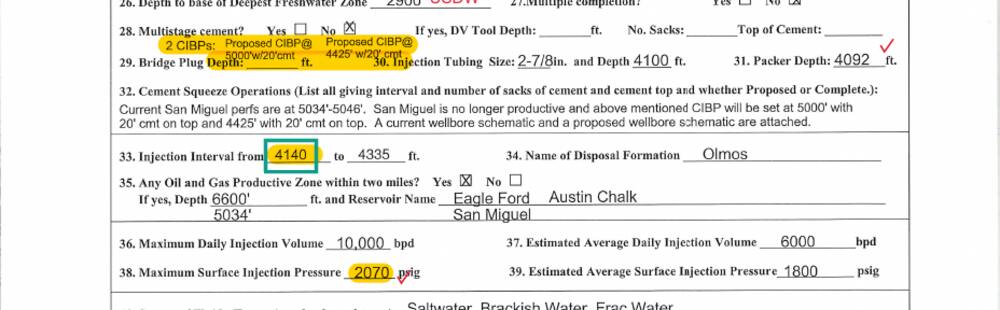 26. Depth to base of Deepest Freshwater Zone 2900' USDW 27. Multiple completion? Yes ☐ No ☒
28. Multistage cement? Yes ☐ No ☒ If yes, DV Tool Depth: ______ ft. No. Sacks: ______ Top of Cement: ______
2 CIBPs: Proposed CIBP@ Proposed CIBP@
5000'w/20'cmt 4425' w/20' cmt
29. Bridge Plug Depth: ______ ft. 30. Injection Tubing Size: 2-7/8in. and Depth 4100 ft. 31. Packer Depth: 4092 ft.
32. Cement Squeeze Operations (List all giving interval and number of sacks of cement and cement top and whether Proposed or Complete.):
Current San Miguel perfs are at 5034'-5046'. San Miguel is no longer productive and above mentioned CIBP will be set at 5000' with
20' cmt on top and 4425' with 20' cmt on top. A current wellbore schematic and a proposed wellbore schematic are attached.
33. Injection Interval from 4140 to 4335 ft. 34. Name of Disposal Formation Olmos
35. Any Oil and Gas Productive Zone within two miles? Yes ☒ No ☐
If yes, Depth 6600' ft. and Reservoir Name Eagle Ford Austin Chalk
5034' San Miguel
36. Maximum Daily Injection Volume 10,000 bpd 37. Estimated Average Daily Injection Volume 6000 bpd
38. Maximum Surface Injection Pressure 2070 psig 39. Estimated Average Surface Injection Pressure 1800 psig
Saltwater, Brackish Water, Frac Water